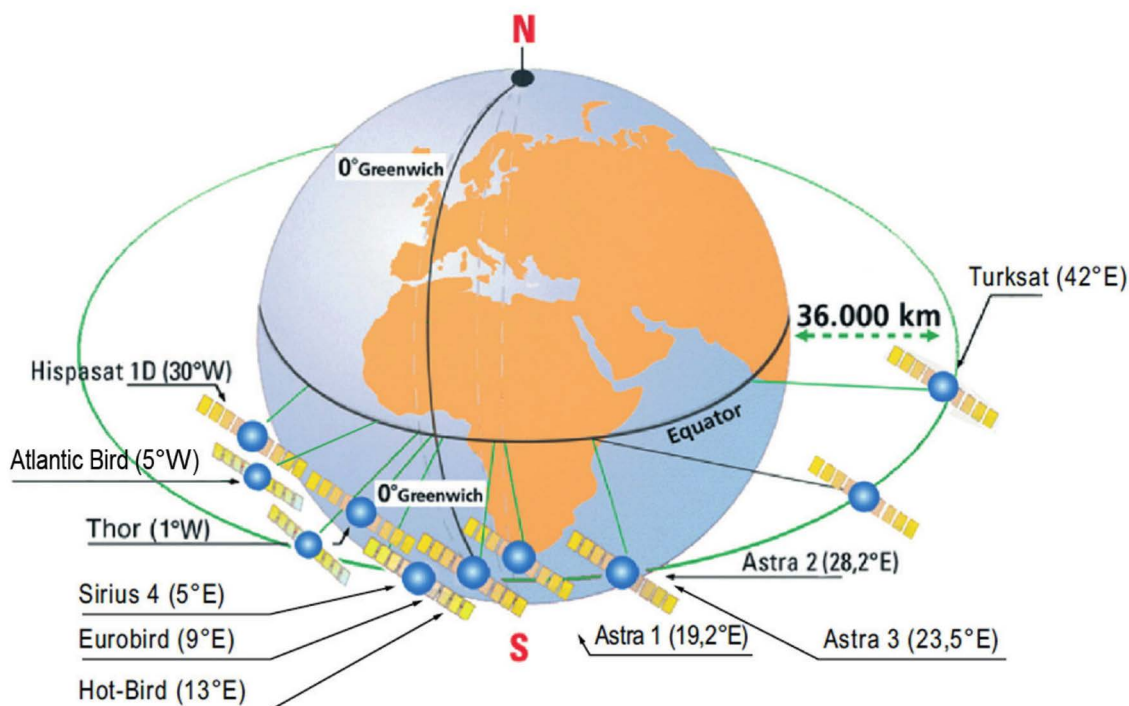 N
0°Greenwich
Turksat (42°E)
36.000 km
Hispasat 1D (30°W)
Equator
Atlantic Bird (5°W)
0°Greenwich
Thor (1°W)
Astra 2 (28,2°E)
Sirius 4 (5°E)
Eurobird (9°E)
S
Astra 1 (19,2°E)
Astra 3 (23,5°E)
Hot-Bird (13°E)